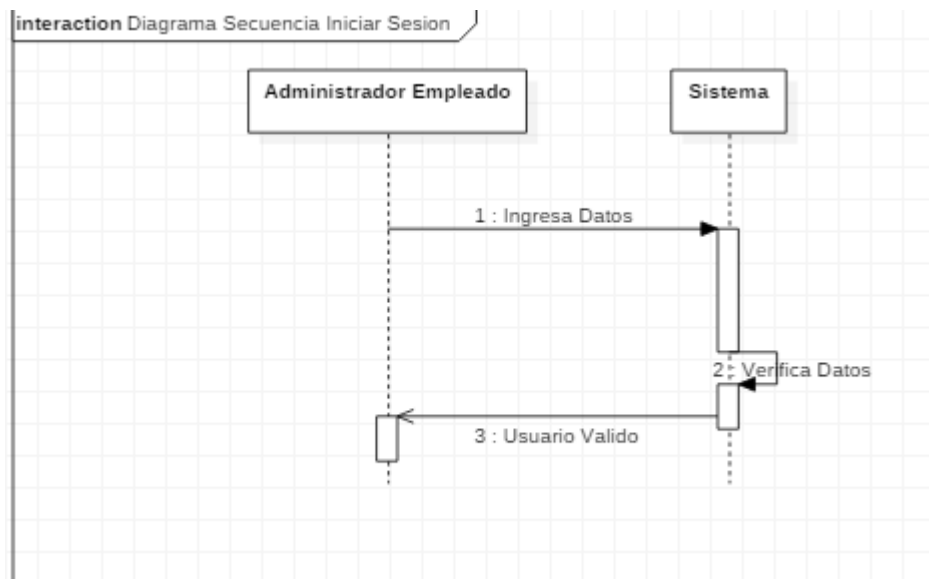 interaction Diagrama Secuencia Iniciar Sesion
Administrador Empleado
Sistema
1 : Ingresa Datos
2 : Verifica Datos
3 : Usuario Valido